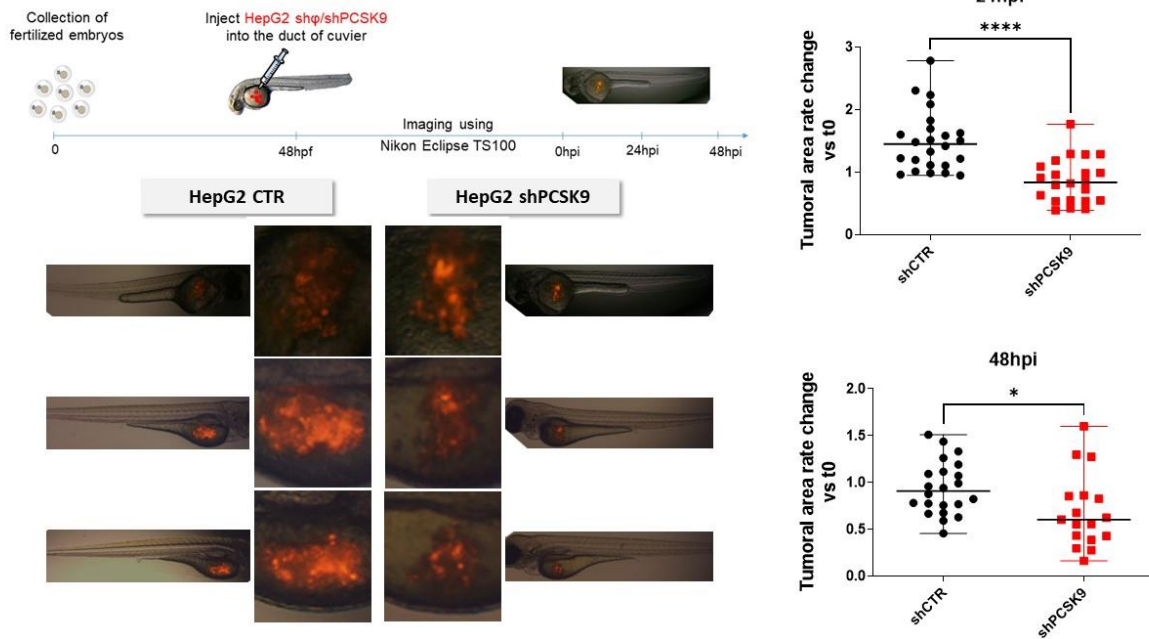 Collection of
fertilized embryos
Inject HepG2 shφ/shPCSK9
into the duct of cuvier
Imaging using
Nikon Eclipse TS100
0
48hpf
0hpi
24hpi
48hpi
HepG2 CTR
HepG2 shPCSK9
Tumoral area rate change
vs t0
3
2
1
0
****
shCTR
shPCSK9
48hpi
Tumoral area rate change
vs t0
2.0
1.5
1.0
0.5
0.0
*
shCTR
shPCSK9